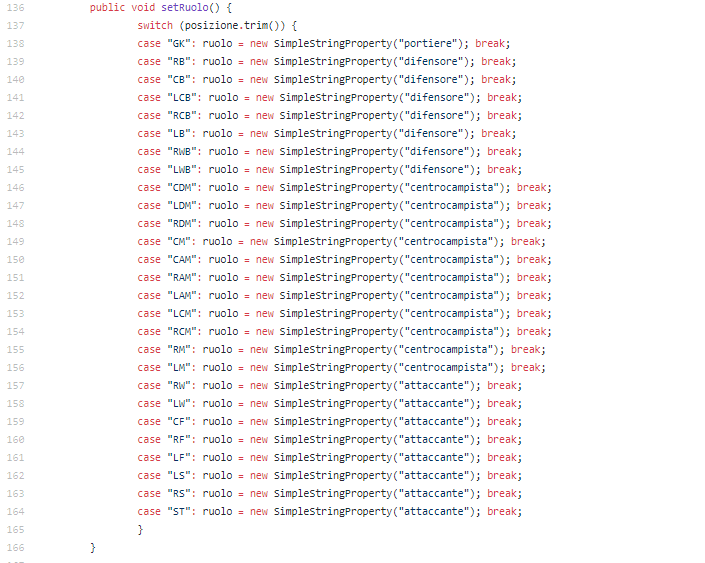 136 public void setRuolo() {
137 switch (posizione.trim()) {
138 case "GK": ruolo = new SimpleStringProperty("portiere"); break;
139 case "RB": ruolo = new SimpleStringProperty("difensore"); break;
140 case "CB": ruolo = new SimpleStringProperty("difensore"); break;
141 case "LCB": ruolo = new SimpleStringProperty("difensore"); break;
142 case "RCB": ruolo = new SimpleStringProperty("difensore"); break;
143 case "LB": ruolo = new SimpleStringProperty("difensore"); break;
144 case "RWB": ruolo = new SimpleStringProperty("difensore"); break;
145 case "LWB": ruolo = new SimpleStringProperty("difensore"); break;
146 case "CDM": ruolo = new SimpleStringProperty("centrocampista"); break;
147 case "LDM": ruolo = new SimpleStringProperty("centrocampista"); break;
148 case "RDM": ruolo = new SimpleStringProperty("centrocampista"); break;
149 case "CM": ruolo = new SimpleStringProperty("centrocampista"); break;
150 case "CAM": ruolo = new SimpleStringProperty("centrocampista"); break;
151 case "RAM": ruolo = new SimpleStringProperty("centrocampista"); break;
152 case "LAM": ruolo = new SimpleStringProperty("centrocampista"); break;
153 case "LCM": ruolo = new SimpleStringProperty("centrocampista"); break;
154 case "RCM": ruolo = new SimpleStringProperty("centrocampista"); break;
155 case "RM": ruolo = new SimpleStringProperty("centrocampista"); break;
156 case "LM": ruolo = new SimpleStringProperty("centrocampista"); break;
157 case "RW": ruolo = new SimpleStringProperty("attaccante"); break;
158 case "LW": ruolo = new SimpleStringProperty("attaccante"); break;
159 case "CF": ruolo = new SimpleStringProperty("attaccante"); break;
160 case "RF": ruolo = new SimpleStringProperty("attaccante"); break;
161 case "LF": ruolo = new SimpleStringProperty("attaccante"); break;
162 case "LS": ruolo = new SimpleStringProperty("attaccante"); break;
163 case "RS": ruolo = new SimpleStringProperty("attaccante"); break;
164 case "ST": ruolo = new SimpleStringProperty("attaccante"); break;
165 }
166 }